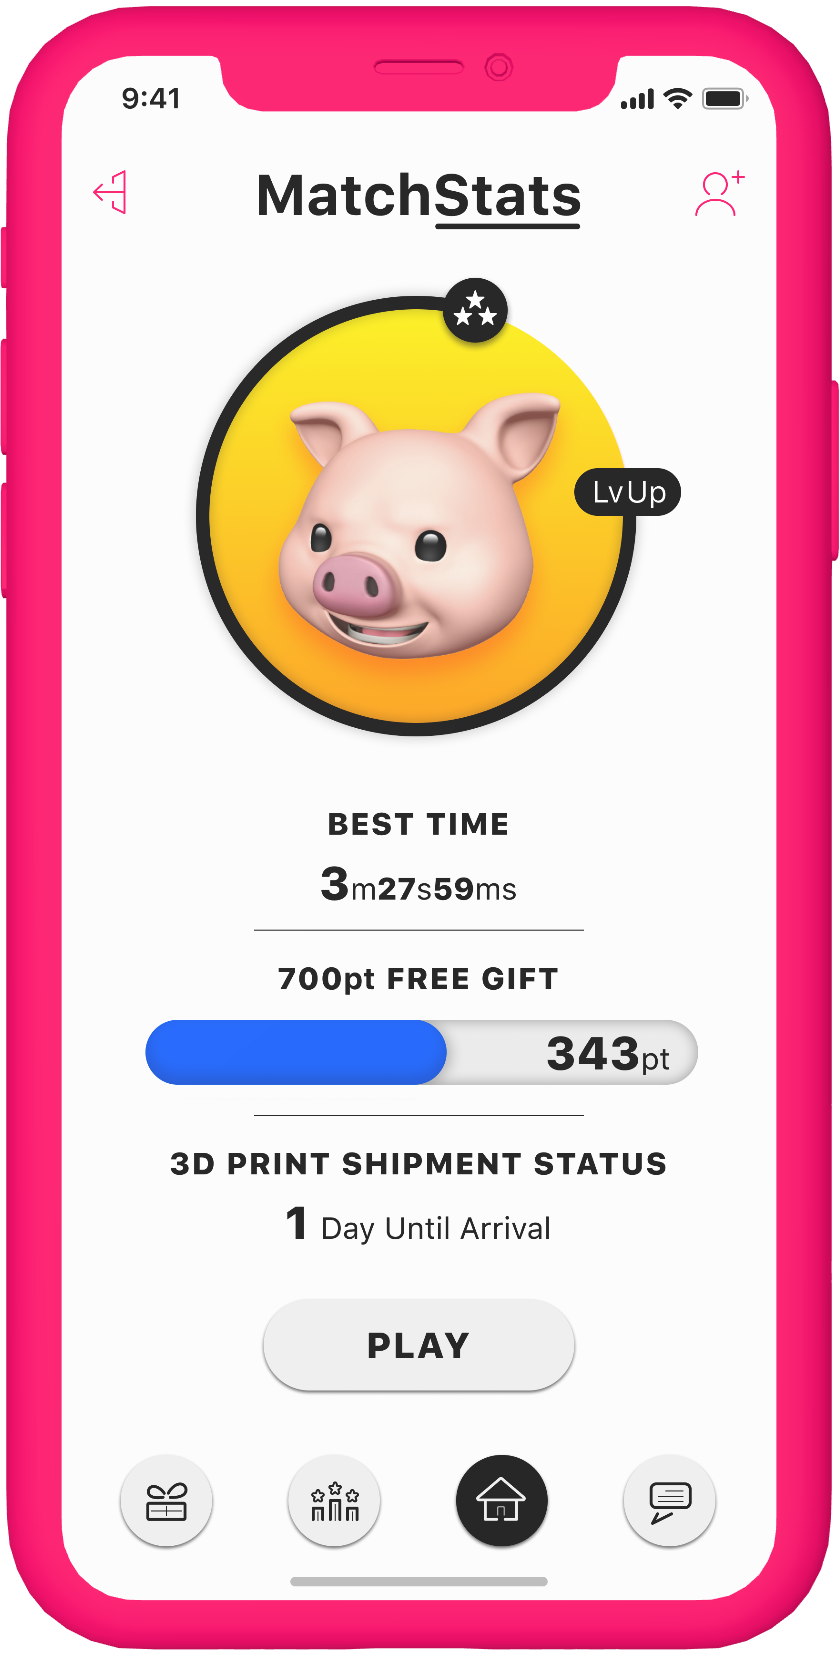 9:41
MatchStats
LvUp
BEST TIME
3m27s59ms
700pt FREE GIFT
343pt
3D PRINT SHIPMENT STATUS
1 Day Until Arrival
PLAY